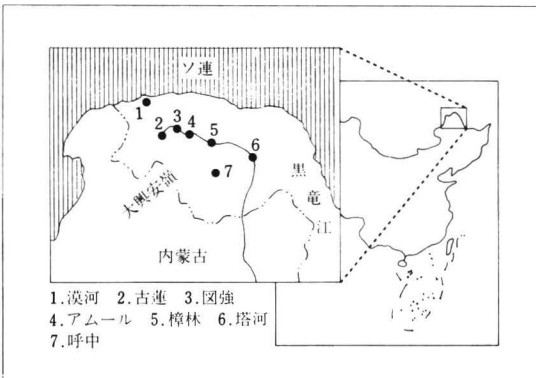 ソ連
1
2
3
4
5
6
7
黒竜江
大興安嶺
内蒙古
1.漠河 2.古蓮 3.図強
4.アムール 5.樟林 6.塔河
7.呼中